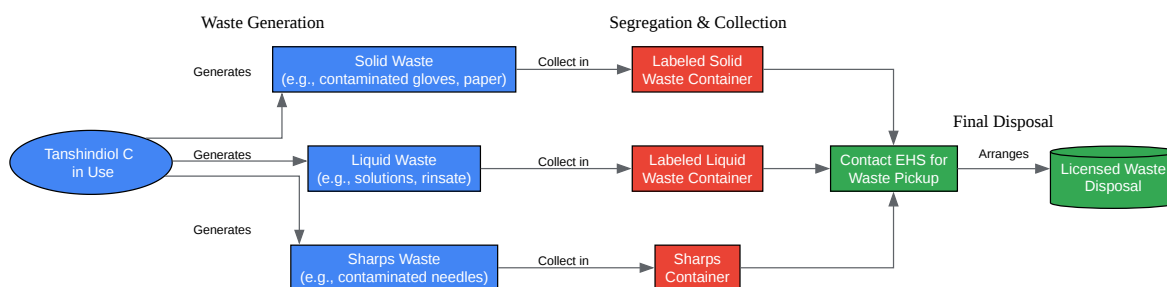 Waste Generation
Segregation & Collection
Solid Waste
(e.g., contaminated gloves, paper)
Generates
Collect in
Labeled Solid
Waste Container
Final Disposal
Tanshindiol C
in Use
Generates
Liquid Waste
(e.g., solutions, rinsate)
Collect in
Labeled Liquid
Waste Container
Contact EHS for
Waste Pickup
Arranges
Licensed Waste
Disposal
Generates
Sharps Waste
(e.g., contaminated needles)
Collect in
Sharps
Container